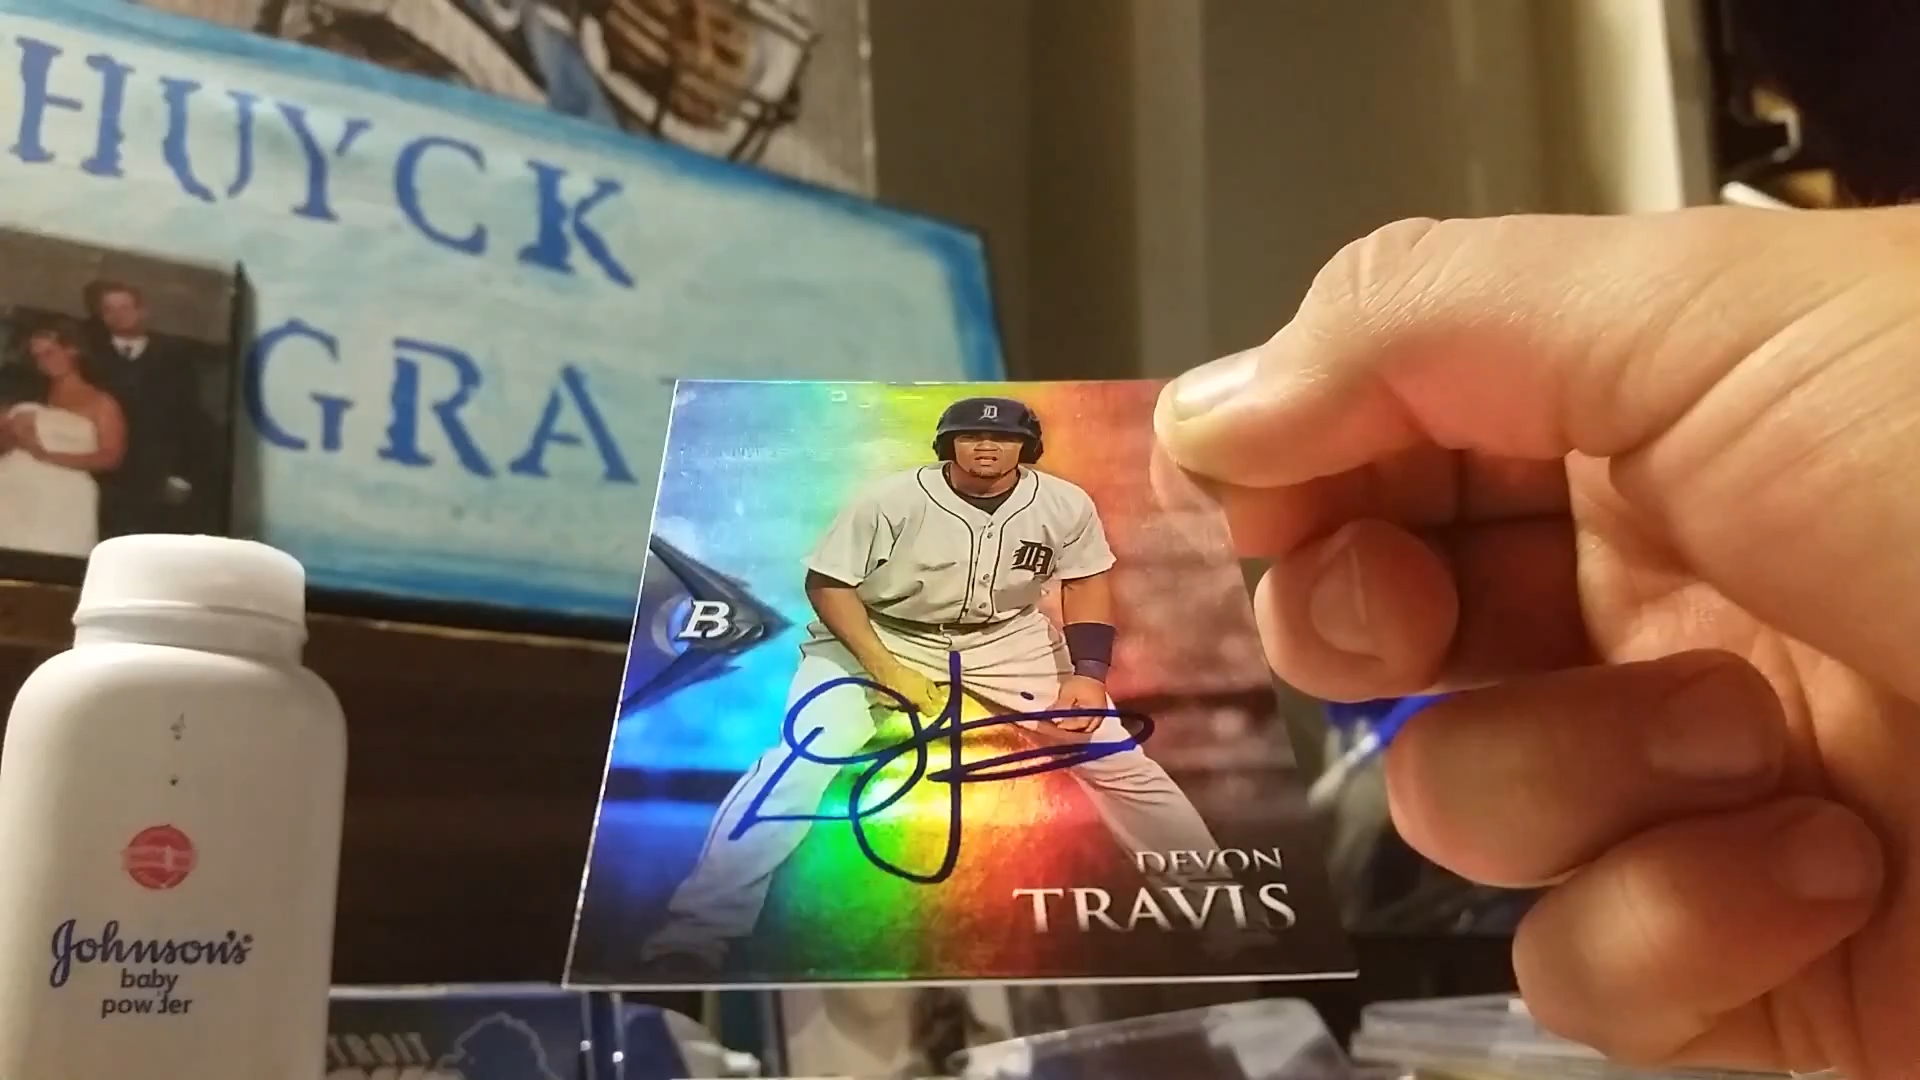 HUYCK
GRA
D
D
B
DEVON
TRAVIS
Johnson's
baby
powder